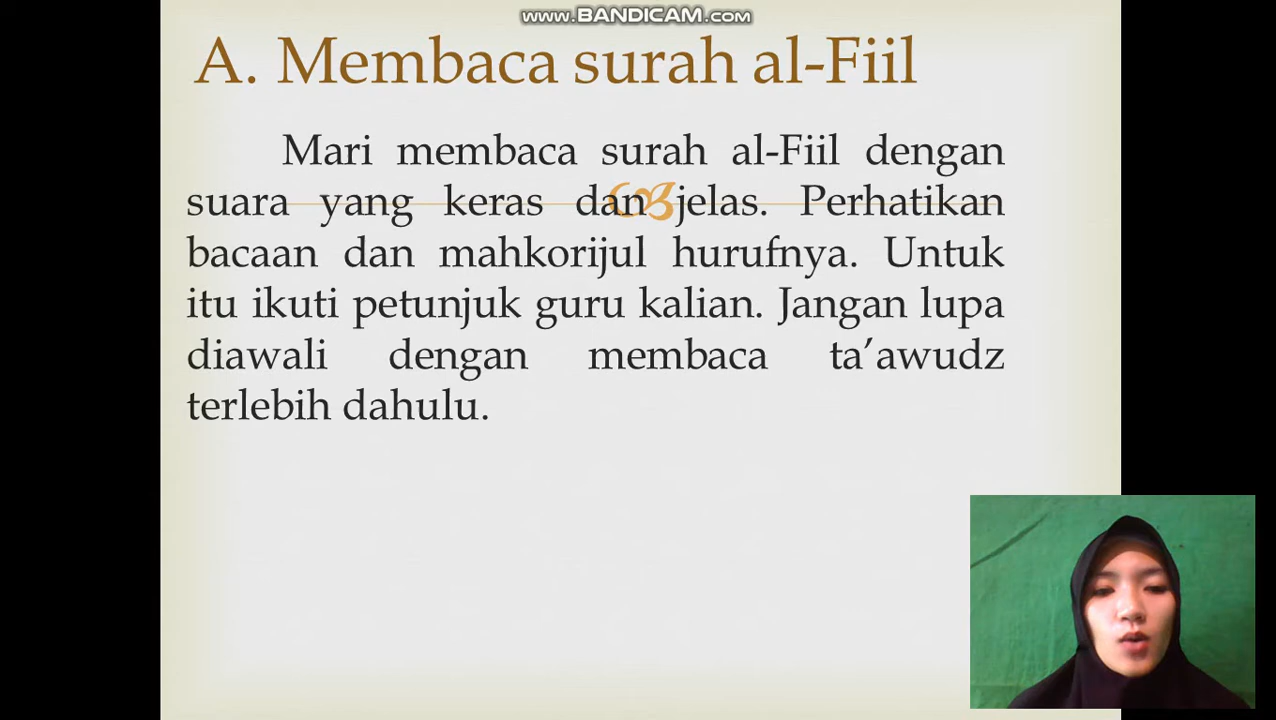 www.BANDICAM.com
A. Membaca surah al-Fiil
Mari membaca surah al-Fiil dengan
suara yang keras dan jelas. Perhatikan
bacaan dan mahkorijul hurufnya. Untuk
itu ikuti petunjuk guru kalian. Jangan lupa
diawali dengan membaca ta’awudz
terlebih dahulu.